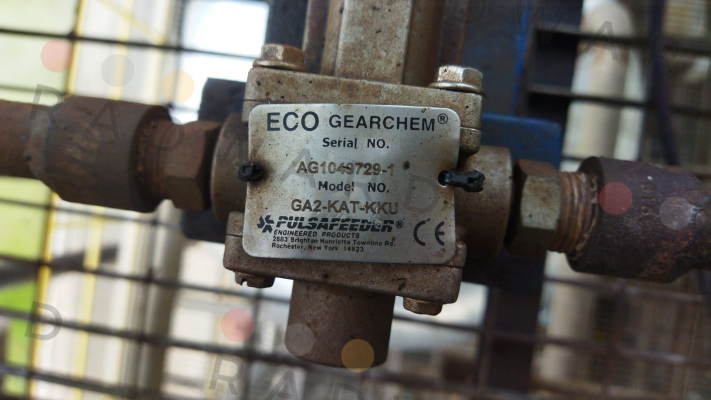 ECO GEARCHEM®
Serial NO.
AG1049729-1
Model NO.
GA2-KAT-KKU
PULSAFEEDER®
ENGINEERED PRODUCTS
2883 Brighton Henrietta Townline Rd.
Rochester, New York 14623
CE